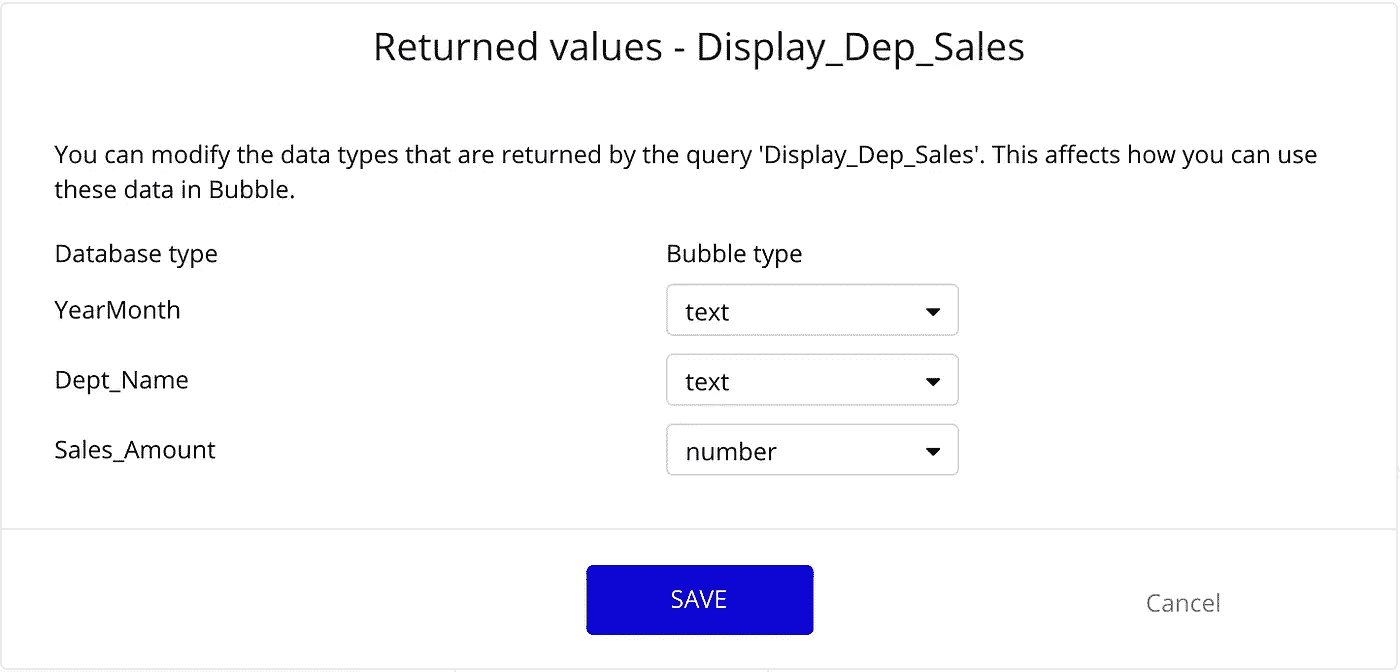 Returned values - Display_Dep_Sales
You can modify the data types that are returned by the query 'Display_Dep_Sales'. This affects how you can use
these data in Bubble.
Database type Bubble type
YearMonth text
Dept_Name text
Sales_Amount number
SAVE Cancel